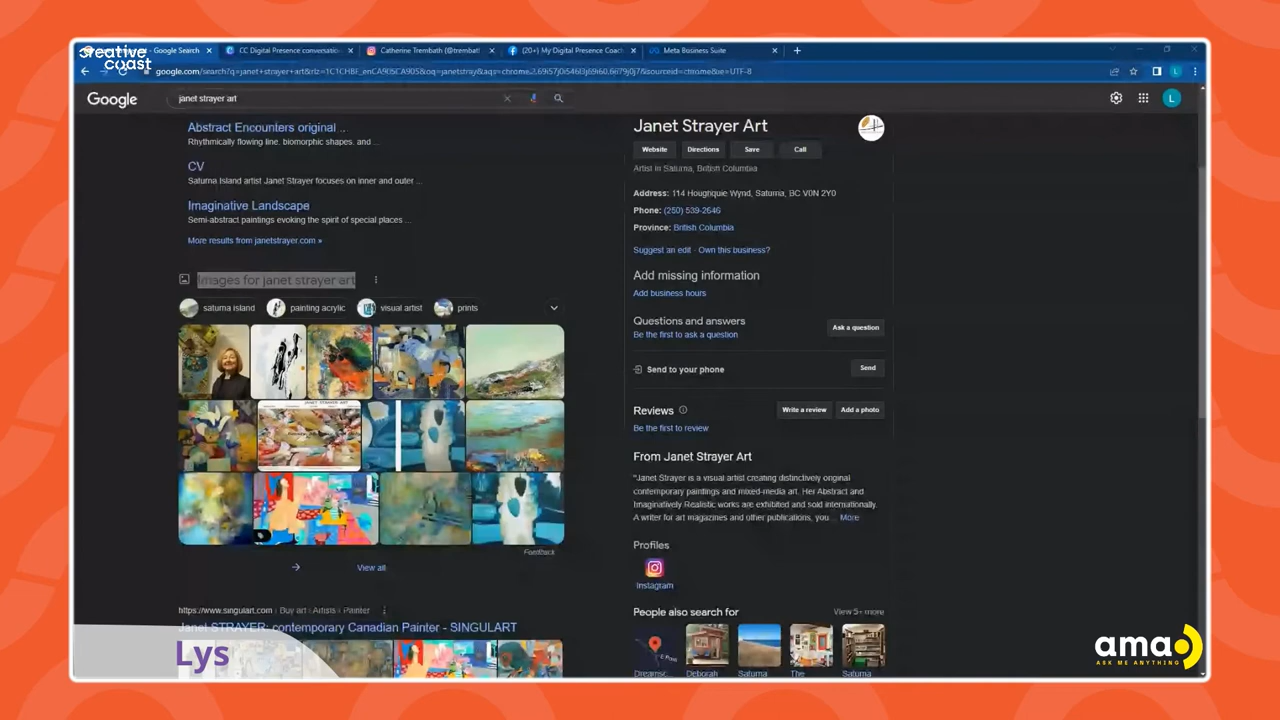 creative
coast
Google Search
CC Digital Presence conversatio
Catherine Trembath (@trembat
(20+) My Digital Presence Coac
Meta Business Suite
Google
janet strayer art
L
Abstract Encounters original ...
Rhythmically flowing line, biomorphic shapes, and ...
CV
Saturna Island artist Janet Strayer focuses on inner and outer ...
Imaginative Landscape
Semi-abstract paintings evoking the spirit of special places ...
More results from janetstrayer.com »
Images for janet strayer art
saturna island
painting acrylic
visual artist
prints
Feedback
View all
https://www.singulart.com › Buy art › Artists › Painter
Janet STRAYER: contemporary Canadian Painter - SINGULART
Janet Strayer Art
Website
Directions
Save
Call
Artist in Saturna, British Columbia
Address: 114 Houghquie Wynd, Saturna, BC V0N 2Y0
Phone: (250) 539-2646
Province: British Columbia
Suggest an edit · Own this business?
Add missing information
Add business hours
Questions and answers
Be the first to ask a question
Ask a question
Send to your phone
Send
Reviews
Write a review
Add a photo
Be the first to review
From Janet Strayer Art
"Janet Strayer is a visual artist creating distinctively original
contemporary paintings and mixed-media art. Her Abstract and
Imaginatively Realistic works are exhibited and sold internationally.
A writer for art magazines and other publications, you... More
Profiles
Instagram
People also search for
View 5+ more
Deborah
Saturna
The
Saturna
Lys
ama
ASK ME ANYTHING